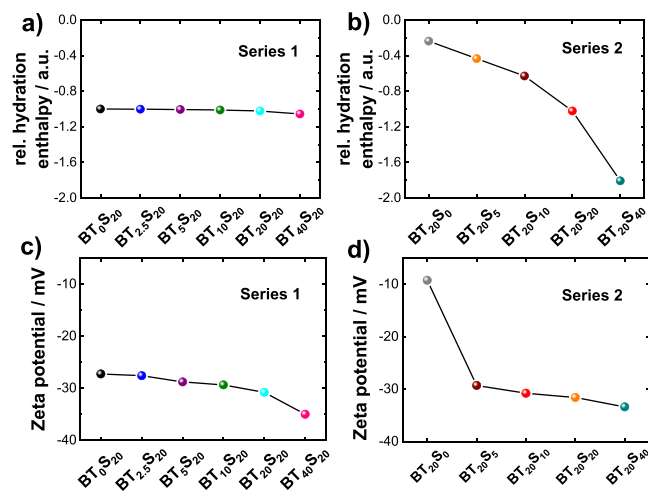 a)
0.0
-0.4
-0.8
-1.2
-1.6
-2.0
rel. hydration
enthalpy / a.u.
Series 1
BT₀S₂₀
BT₂.₅S₂₀
BT₅S₂₀
BT₁₀S₂₀
BT₂₀S₂₀
BT₄₀S₂₀
b)
0.0
-0.4
-0.8
-1.2
-1.6
-2.0
rel. hydration
enthalpy / a.u.
Series 2
BT₂₀S₀
BT₂₀S₅
BT₂₀S₁₀
BT₂₀S₂₀
BT₂₀S₄₀
c)
-10
-20
-30
-40
Zeta potential / mV
Series 1
BT₀S₂₀
BT₂.₅S₂₀
BT₅S₂₀
BT₁₀S₂₀
BT₂₀S₂₀
BT₄₀S₂₀
d)
-10
-20
-30
-40
Zeta potential / mV
Series 2
BT₂₀S₀
BT₂₀S₅
BT₂₀S₁₀
BT₂₀S₂₀
BT₂₀S₄₀